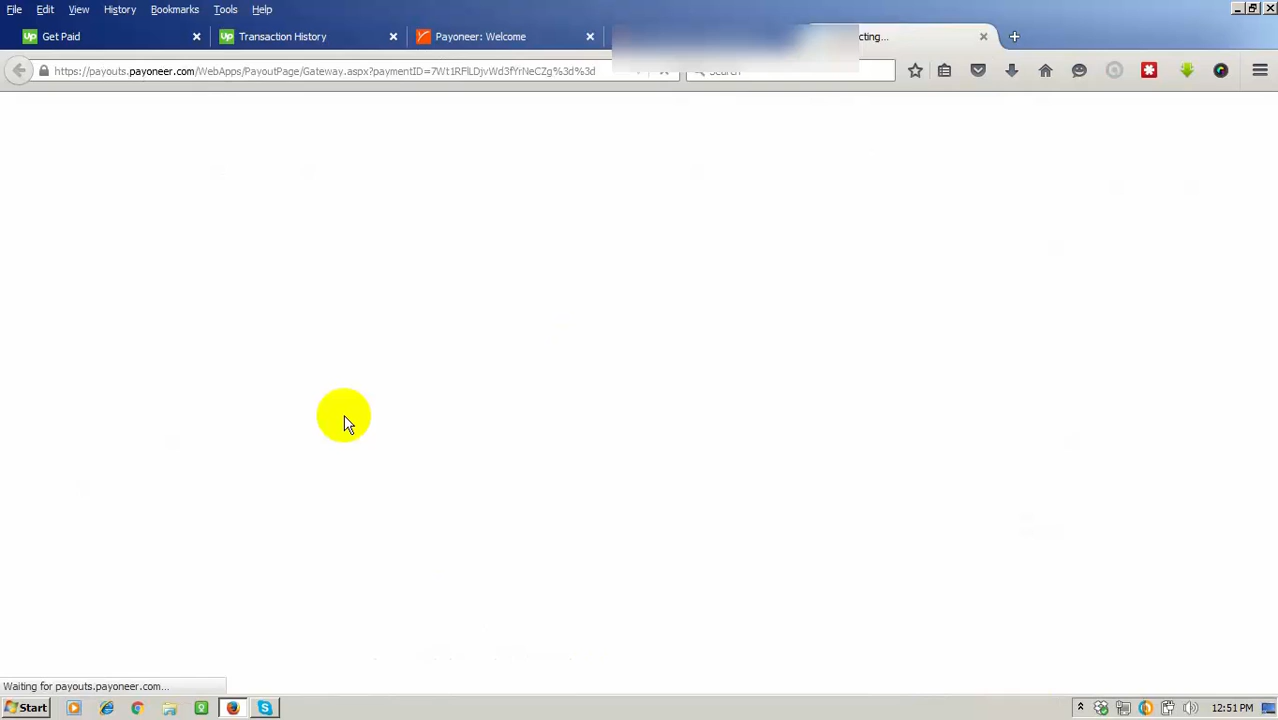 File Edit View History Bookmarks Tools Help
Get Paid
Transaction History
Payoneer: Welcome
cting...
https://payouts.payoneer.com/WebApps/PayoutPage/Gateway.aspx?paymentID=7Wt1RFlLDjvWd3fYrNeCZg%3d%3d
Search
Waiting for payouts.payoneer.com...
Start
12:51 PM